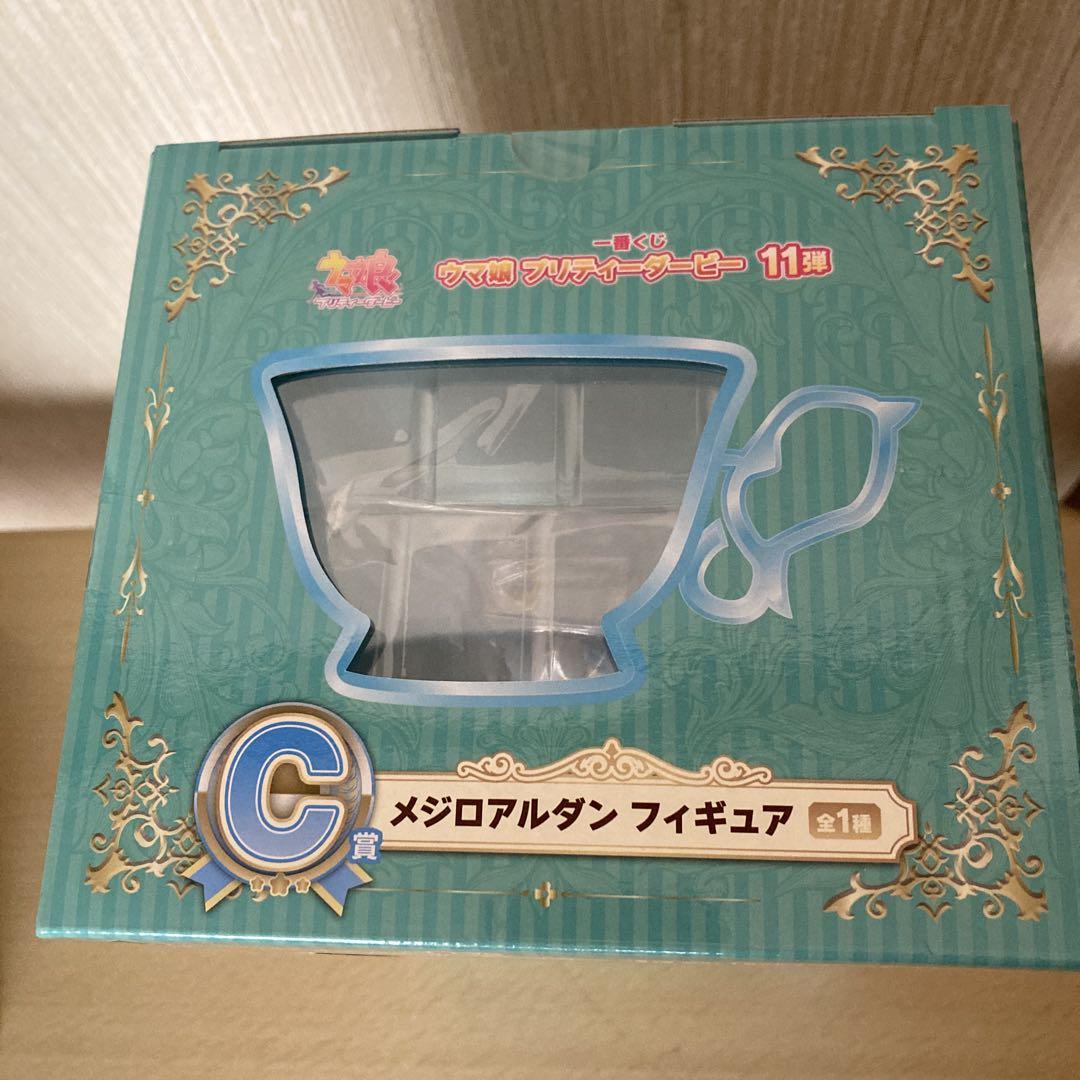 一番くじ
ウマ娘
プリティーダービー
ウマ娘 プリティーダービー 11弾
C賞
メジロアルダン フィギュア 全1種